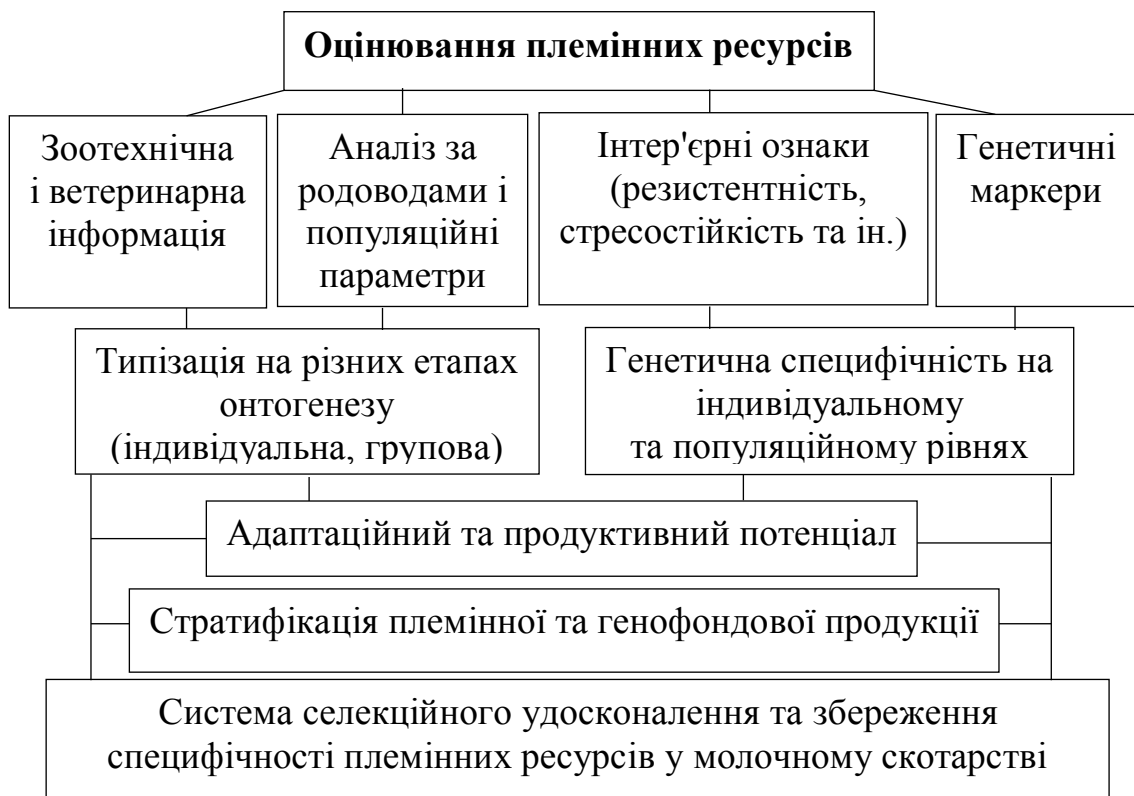 Оцінювання племінних ресурсів
Зоотехнічна
і ветеринарна
інформація
Аналіз за
родоводами і
популяційні
параметри
Інтер'єрні ознаки
(резистентність,
стресостійкість та ін.)
Генетичні
маркери
Типізація на різних етапах
онтогенезу
(індивідуальна, групова)
Генетична специфічність на
індивідуальному
та популяційному рівнях
Адаптаційний та продуктивний потенціал
Стратифікація племінної та генофондової продукції
Система селекційного удосконалення та збереження
специфічності племінних ресурсів у молочному скотарстві